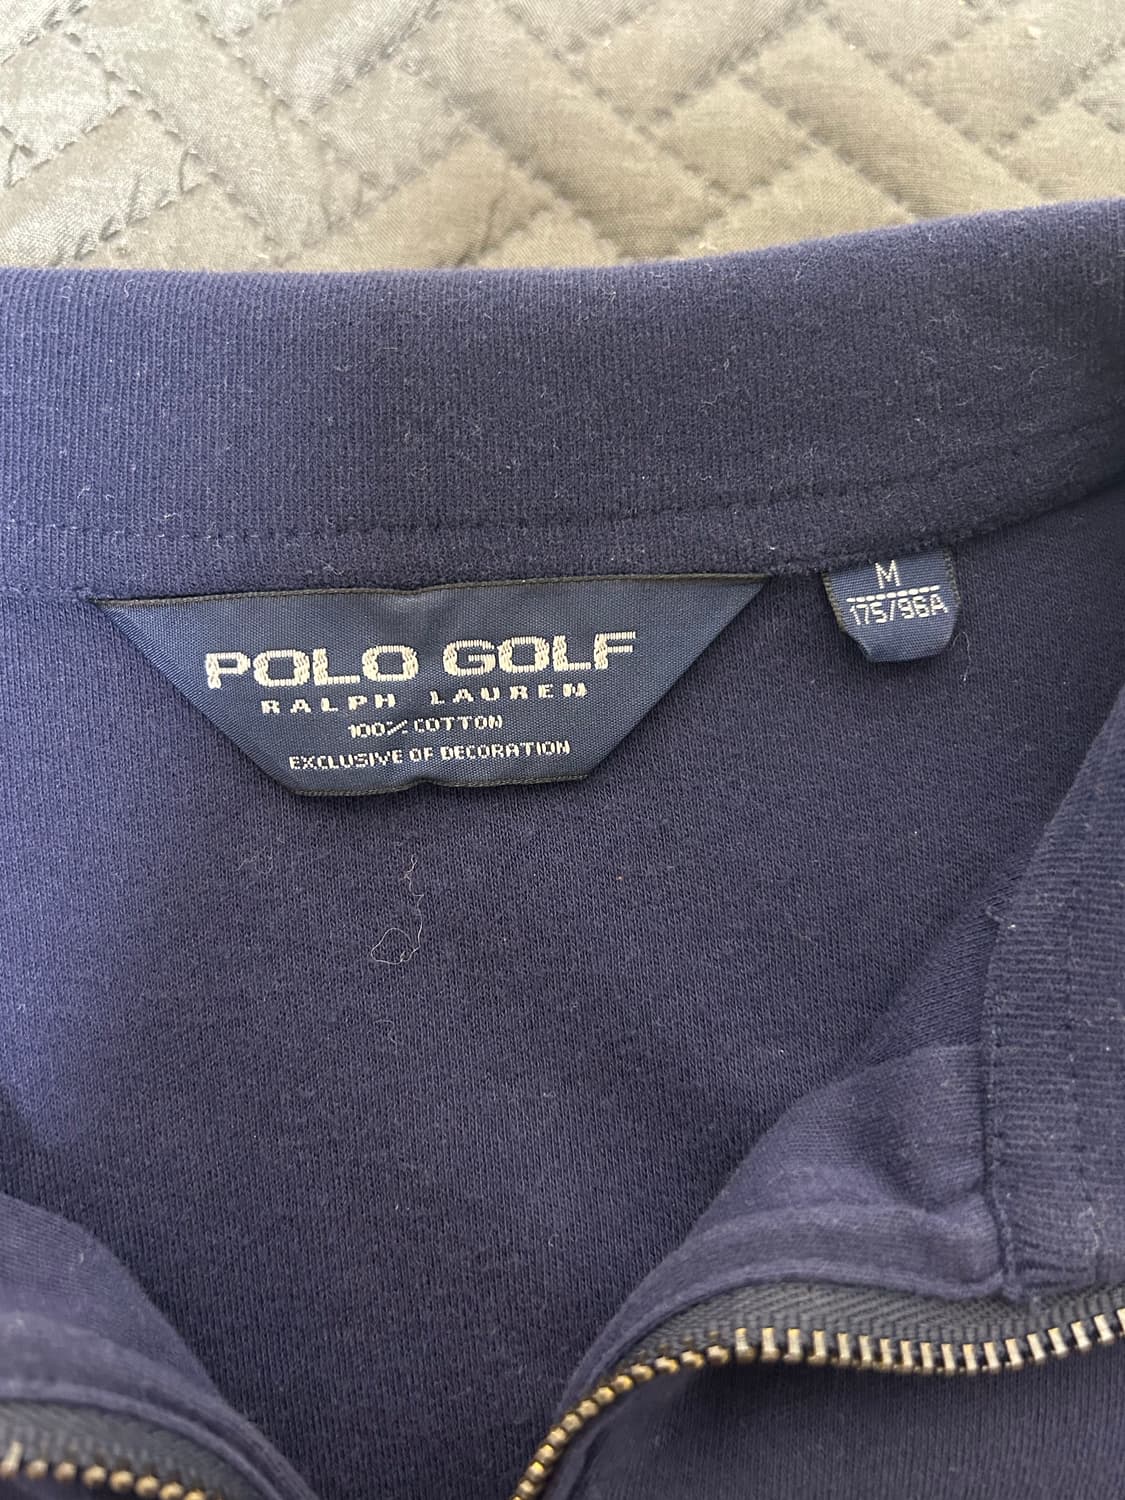 POLO GOLF
RALPH LAUREN
100% COTTON
EXCLUSIVE OF DECORATION
M
175/96A